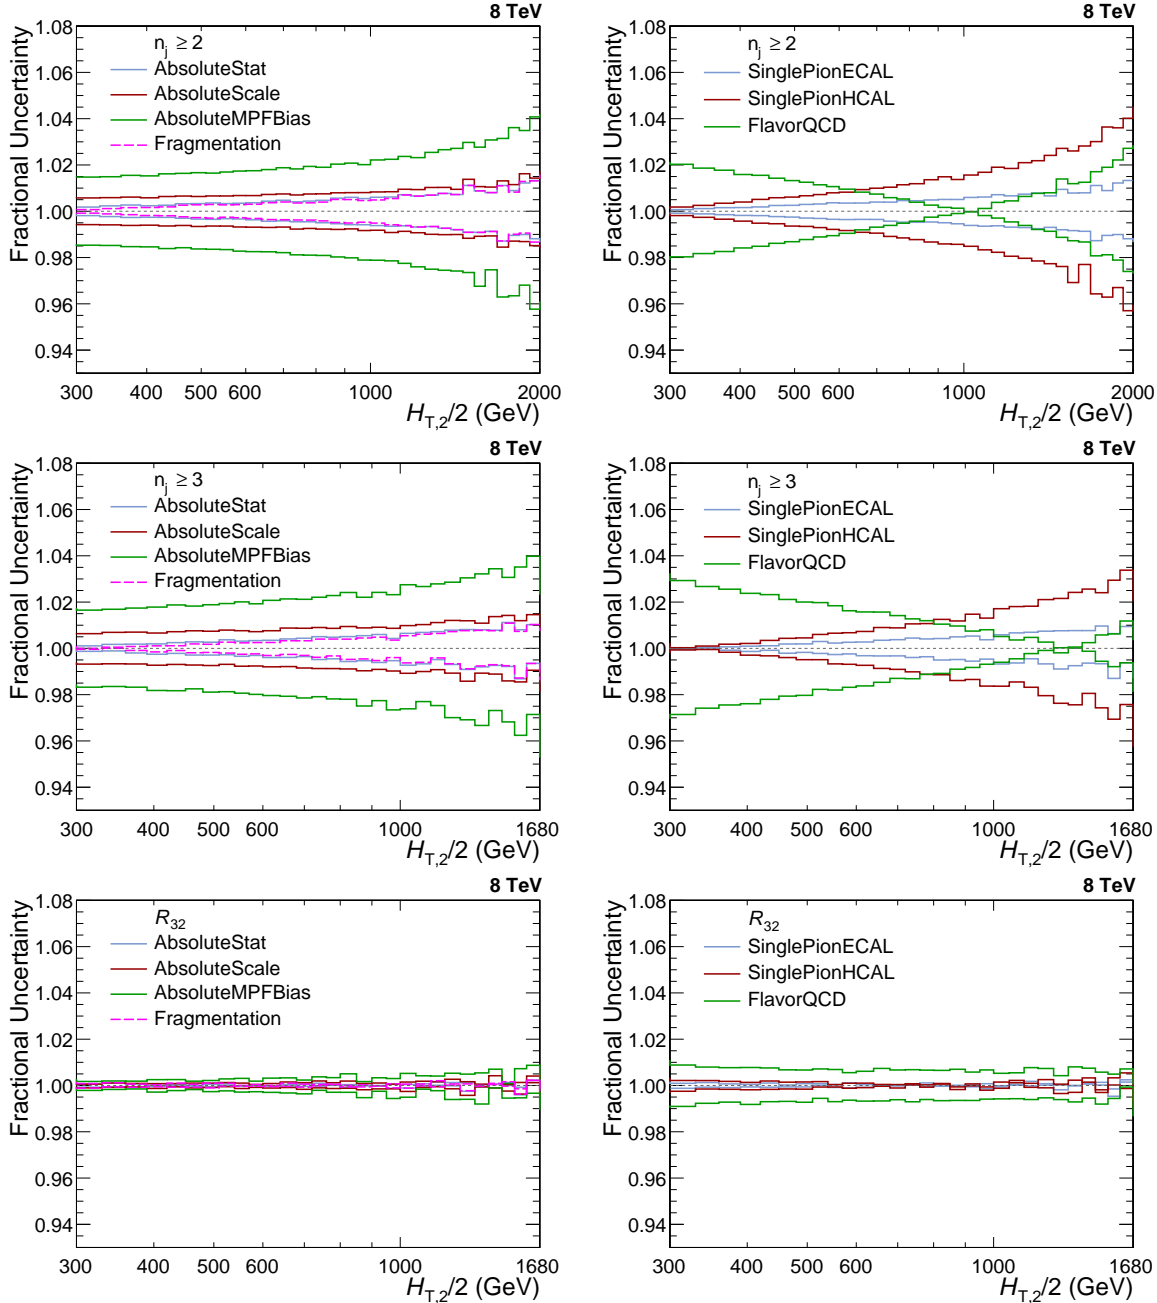 8 TeV
1.08
1.06
1.04
1.02
1.00
0.98
0.96
0.94
Fractional Uncertainty
n_j ≥ 2
AbsoluteStat
AbsoluteScale
AbsoluteMPFBias
Fragmentation
300 400 500 600 1000 2000
H_T,2/2 (GeV)
8 TeV
1.08
1.06
1.04
1.02
1.00
0.98
0.96
0.94
Fractional Uncertainty
n_j ≥ 2
SinglePionECAL
SinglePionHCAL
FlavorQCD
300 400 500 600 1000 2000
H_T,2/2 (GeV)
8 TeV
1.08
1.06
1.04
1.02
1.00
0.98
0.96
0.94
Fractional Uncertainty
n_j ≥ 3
AbsoluteStat
AbsoluteScale
AbsoluteMPFBias
Fragmentation
300 400 500 600 1000 1680
H_T,2/2 (GeV)
8 TeV
1.08
1.06
1.04
1.02
1.00
0.98
0.96
0.94
Fractional Uncertainty
n_j ≥ 3
SinglePionECAL
SinglePionHCAL
FlavorQCD
300 400 500 600 1000 1680
H_T,2/2 (GeV)
8 TeV
1.08
1.06
1.04
1.02
1.00
0.98
0.96
0.94
Fractional Uncertainty
R_32
AbsoluteStat
AbsoluteScale
AbsoluteMPFBias
Fragmentation
300 400 500 600 1000 1680
H_T,2/2 (GeV)
8 TeV
1.08
1.06
1.04
1.02
1.00
0.98
0.96
0.94
Fractional Uncertainty
R_32
SinglePionECAL
SinglePionHCAL
FlavorQCD
300 400 500 600 1000 1680
H_T,2/2 (GeV)